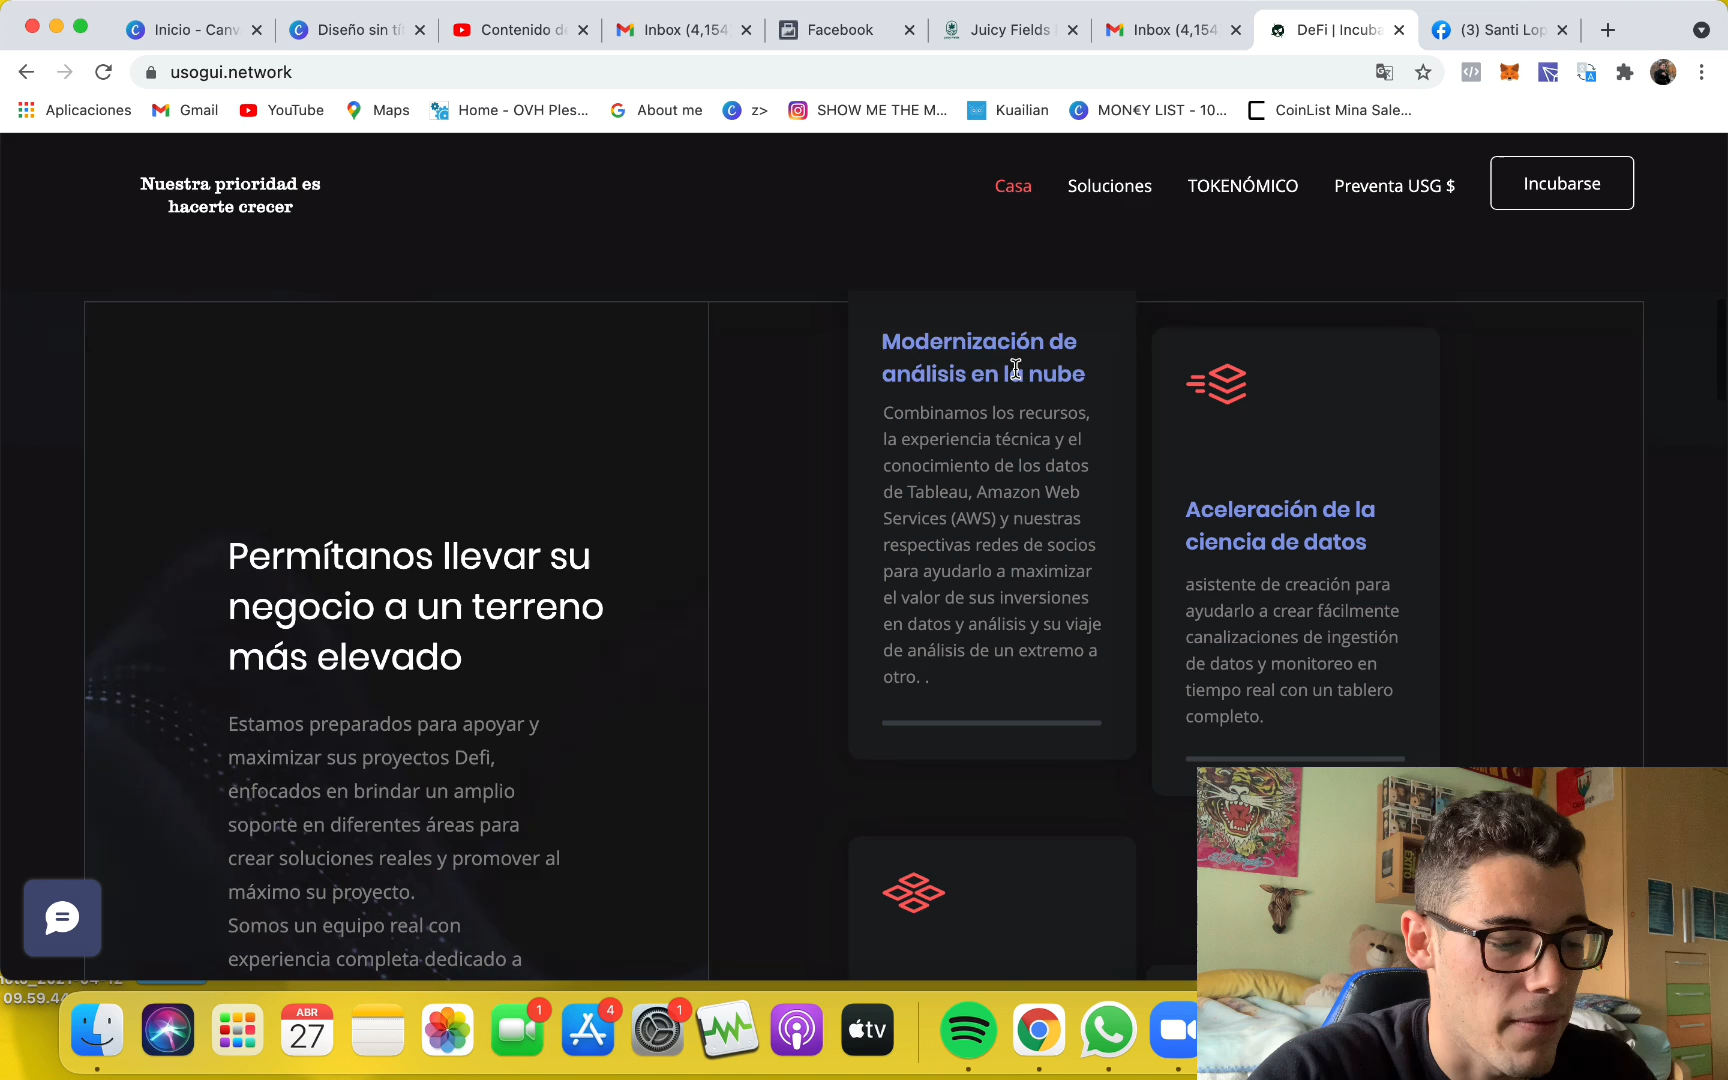 Inicio - Canv
Diseño sin tít
Contenido de
Inbox (4,154
Facebook
Juicy Fields
Inbox (4,154
DeFi | Incuba
(3) Santi Lop
usogui.network
Aplicaciones
Gmail
YouTube
Maps
Home - OVH Ples...
About me
z>
SHOW ME THE M...
Kuailian
MON€Y LIST - 10...
CoinList Mina Sale...
Nuestra prioridad es
hacerte crecer
Casa
Soluciones
TOKENÓMICO
Preventa USG $
Incubarse
Permítanos llevar su
negocio a un terreno
más elevado
Estamos preparados para apoyar y
maximizar sus proyectos Defi,
enfocados en brindar un amplio
soporte en diferentes áreas para
crear soluciones reales y promover al
máximo su proyecto.
Somos un equipo real con
experiencia completa dedicado a
Modernización de
análisis en la nube
Combinamos los recursos,
la experiencia técnica y el
conocimiento de los datos
de Tableau, Amazon Web
Services (AWS) y nuestras
respectivas redes de socios
para ayudarlo a maximizar
el valor de sus inversiones
en datos y análisis y su viaje
de análisis de un extremo a
otro. .
Aceleración de la
ciencia de datos
asistente de creación para
ayudarlo a crear fácilmente
canalizaciones de ingestión
de datos y monitoreo en
tiempo real con un tablero
completo.
09.59.44
ABR
27
1
4
1
tv